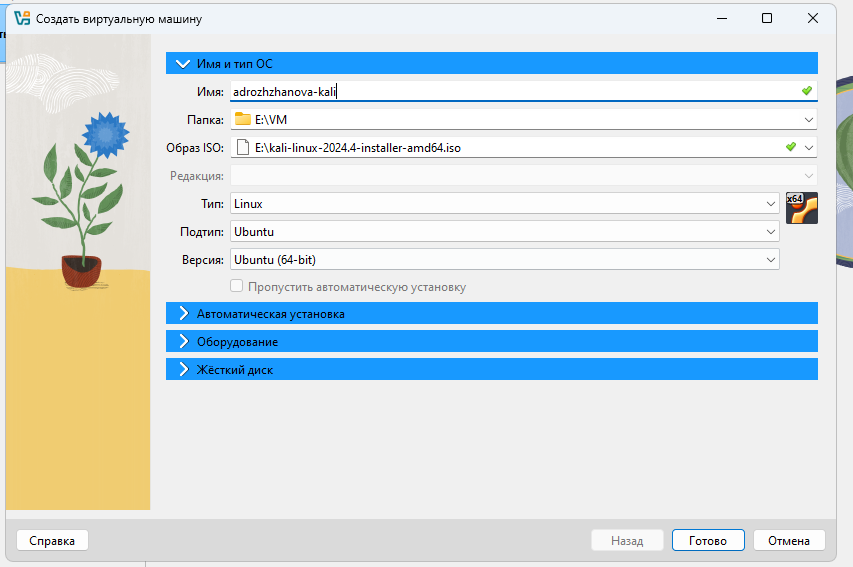 Создать виртуальную машину
Имя и тип ОС
Имя: adrozhzhanova-kali
Папка: E:\VM
Образ ISO: E:\kali-linux-2024.4-installer-amd64.iso
Редакция:
Тип: Linux
x64
Подтип: Ubuntu
Версия: Ubuntu (64-bit)
Пропустить автоматическую установку
Автоматическая установка
Оборудование
Жёсткий диск
Справка Назад Готово Отмена